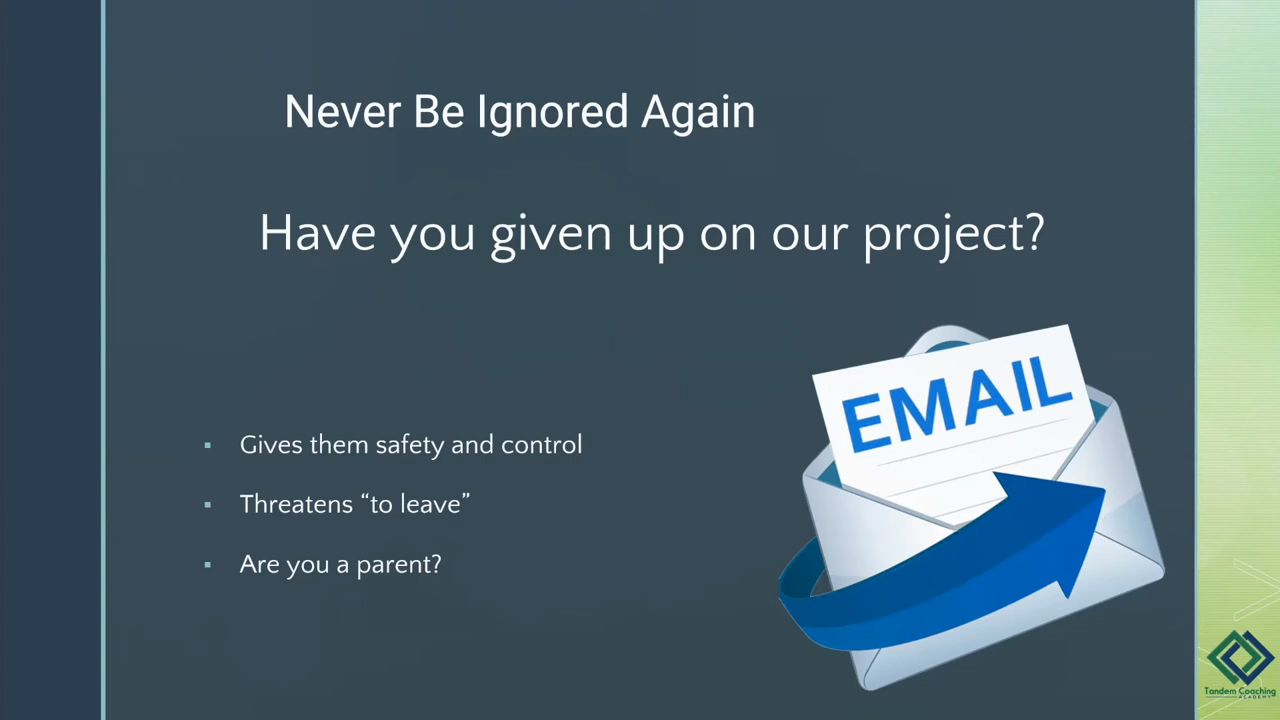 Never Be Ignored Again
Have you given up on our project?
EMAIL
▪ Gives them safety and control
▪ Threatens “to leave”
▪ Are you a parent?
Tandem Coaching
ACADEMY